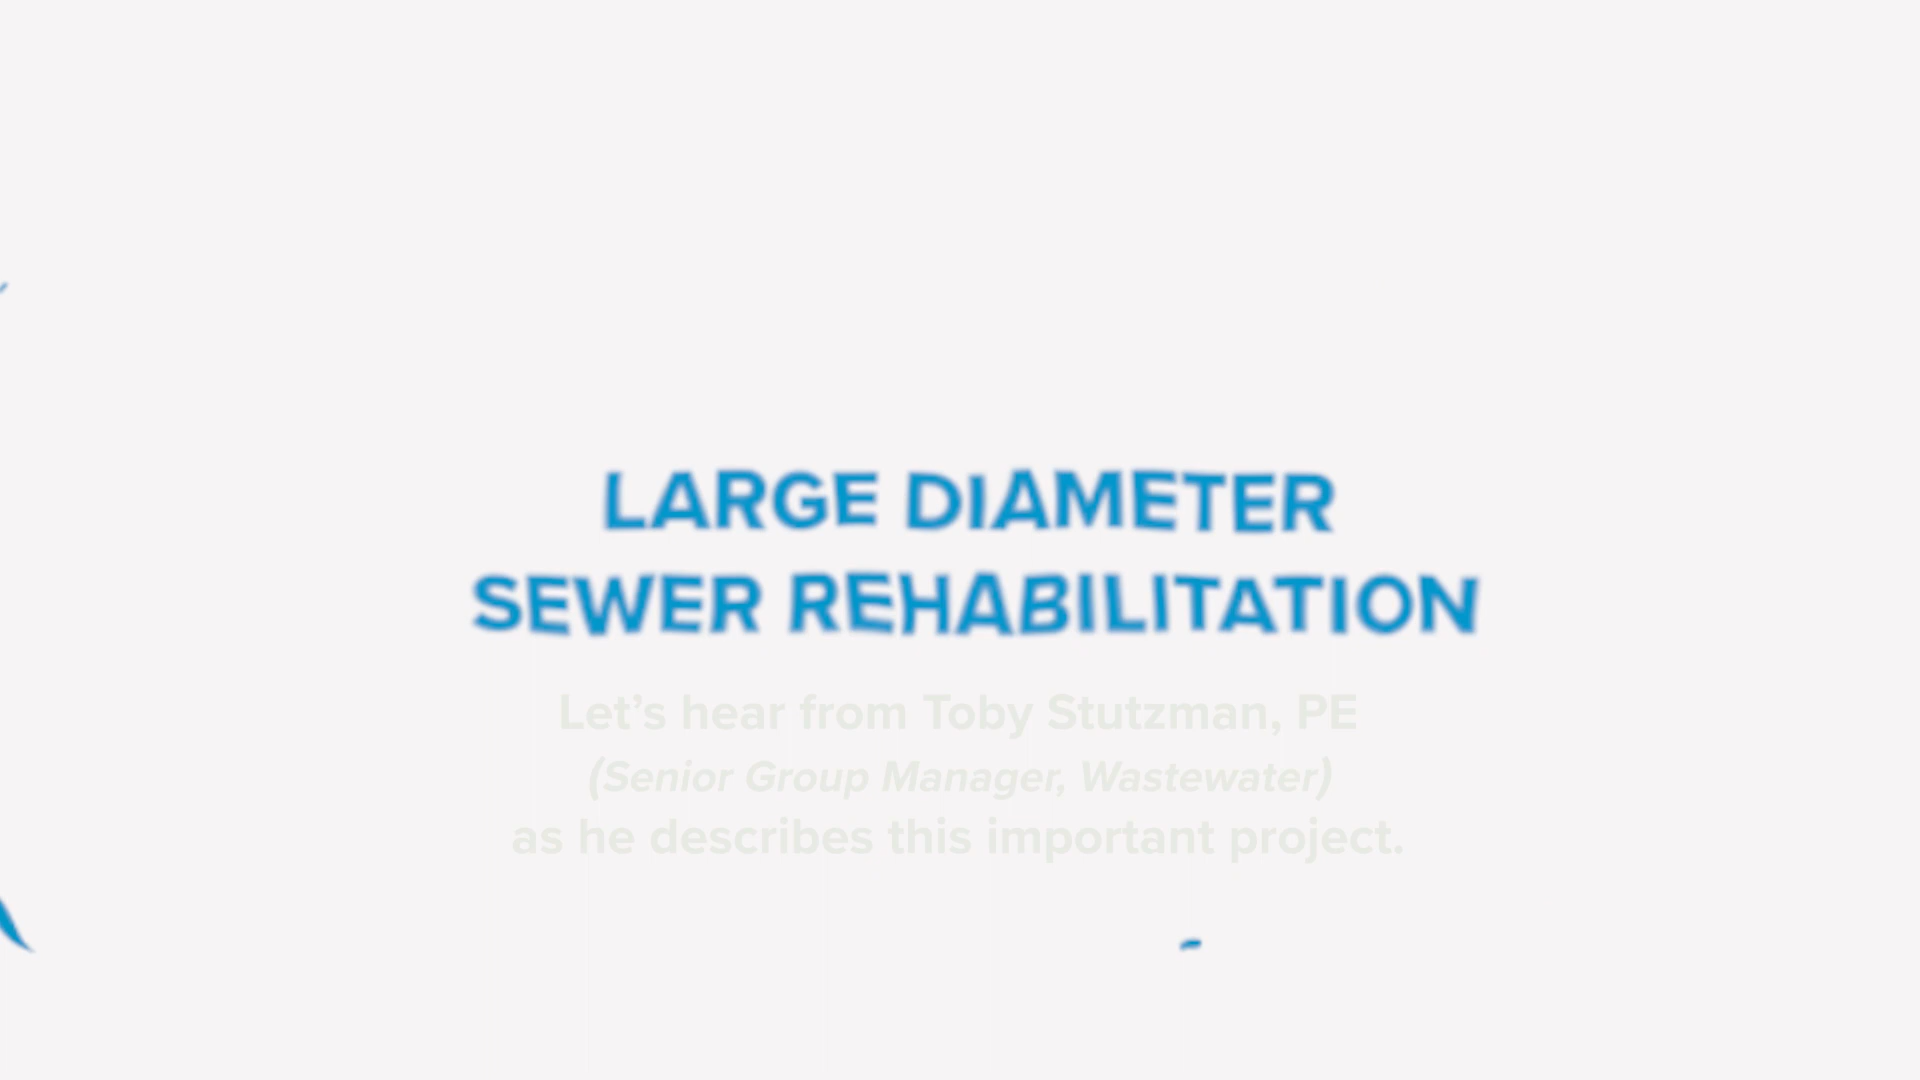 LARGE DIAMETER
SEWER REHABILITATION
Let’s hear from Toby Stutzman, PE
(Senior Group Manager, Wastewater)
as he describes this important project.